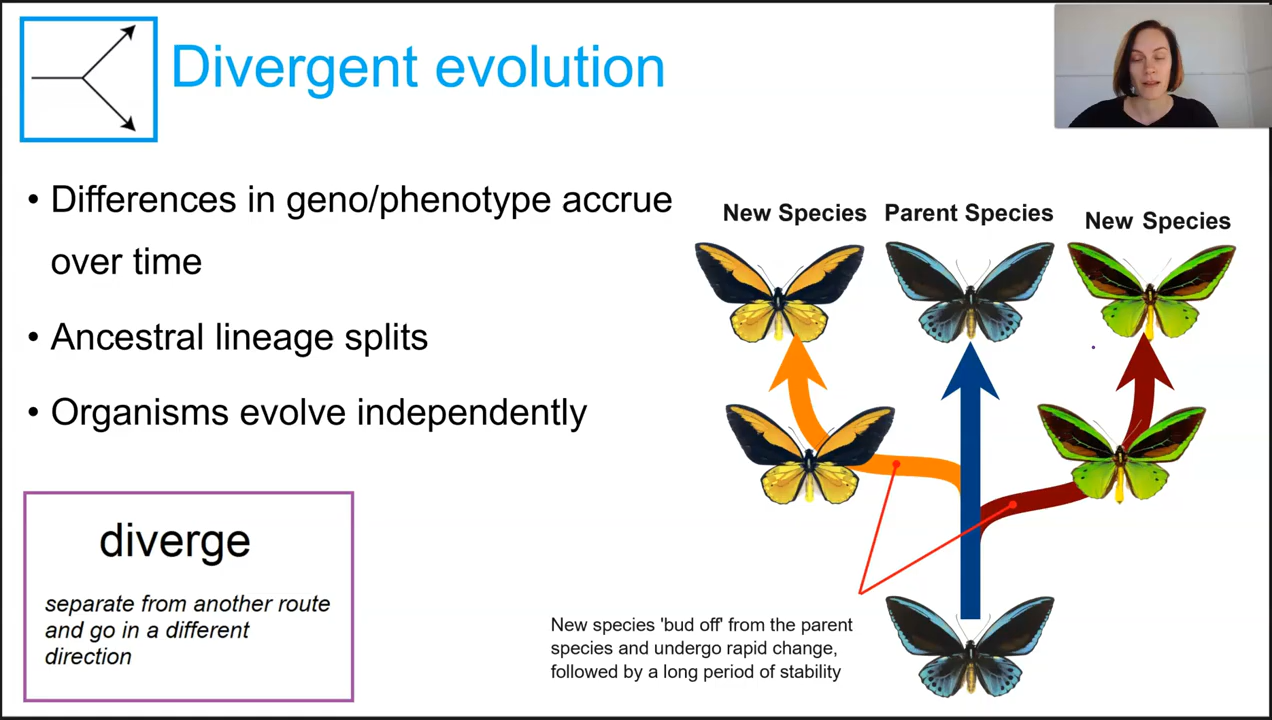 Divergent evolution
• Differences in geno/phenotype accrue
over time
• Ancestral lineage splits
• Organisms evolve independently
diverge
separate from another route
and go in a different
direction
New Species
Parent Species
New Species
New species 'bud off' from the parent
species and undergo rapid change,
followed by a long period of stability